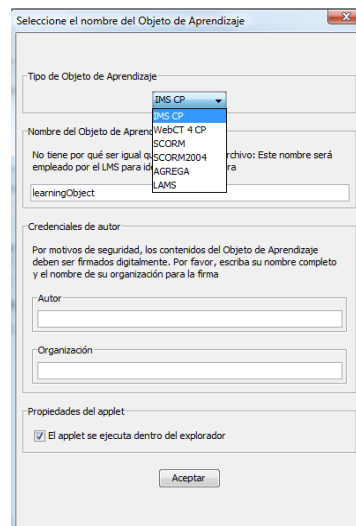 Seleccione el nombre del Objeto de Aprendizaje
Tipo de Objeto de Aprendizaje
IMS CP
IMS CP
WebCT 4 CP
SCORM
SCORM2004
AGREGA
LAMS
Nombre del Objeto de
No tiene por qué ser igual Este nombre será
empleado por el LMS para
learningObject
Credenciales de autor
Por motivos de seguridad, los contenidos del Objeto de Aprendizaje
deben ser firmados digitalmente. Por favor, escriba su nombre completo
y el nombre de su organización para la firma
Autor
Organización
Propiedades del applet
El applet se ejecuta dentro del explorador
Aceptar